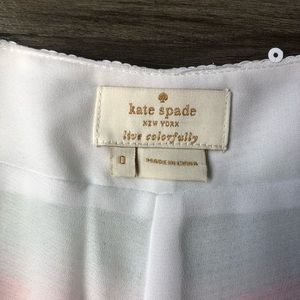 kate spade
NEW YORK
live colorfully
0
MADE IN CHINA